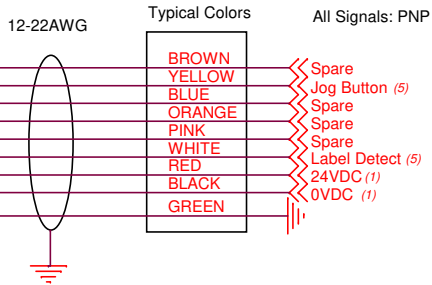 12-22AWG
Typical Colors
All Signals: PNP
BROWN Spare
YELLOW Jog Button (5)
BLUE Spare
ORANGE Spare
PINK Spare
WHITE Label Detect (5)
RED 24VDC (1)
BLACK 0VDC (1)
GREEN